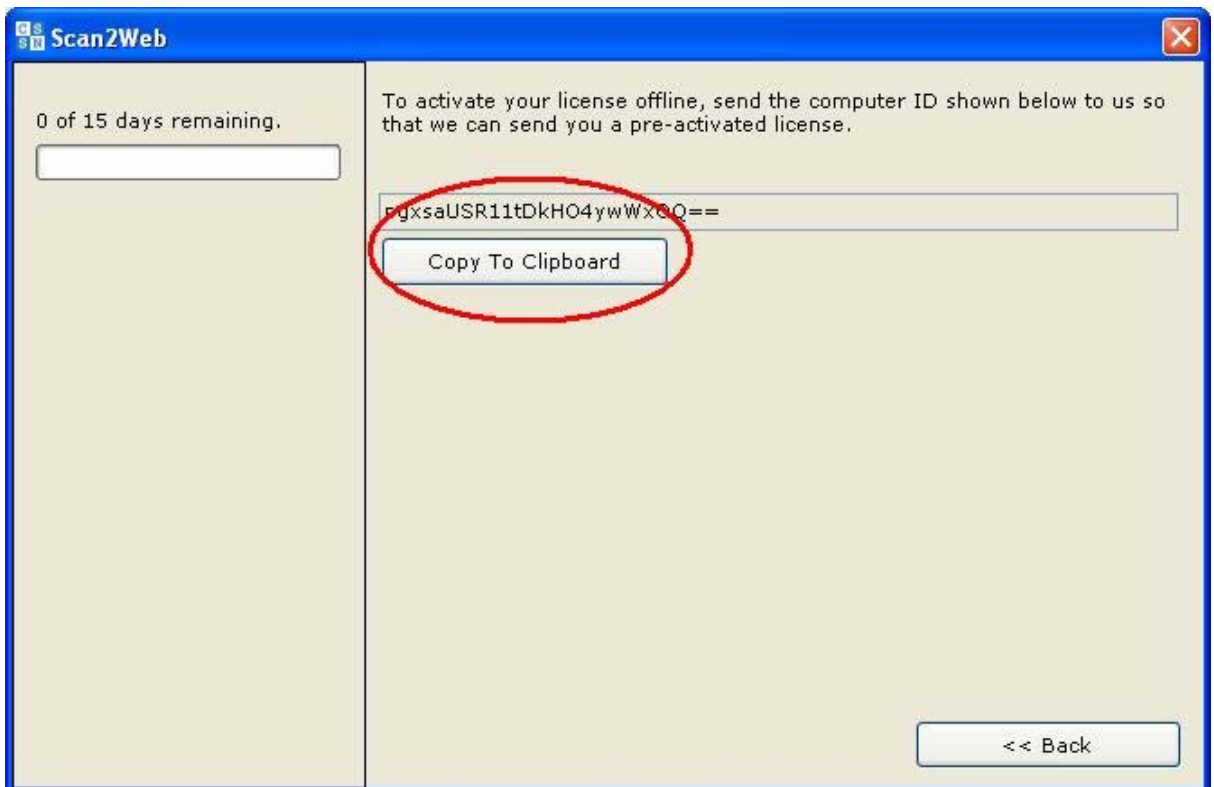 CSSN Scan2Web
0 of 15 days remaining.
To activate your license offline, send the computer ID shown below to us so
that we can send you a pre-activated license.
Copy To Clipboard
<< Back